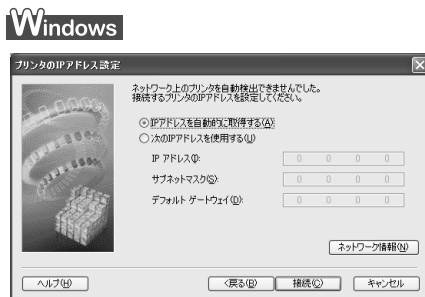 Windows
プリンタのIPアドレス設定
ネットワーク上のプリンタを自動検出できませんでした。
接続するプリンタのIPアドレスを設定してください。
IPアドレスを自動的に取得する(A)
次のIPアドレスを使用する(U)
IP アドレス(I): 0 0 0 0
サブネットマスク(S): 0 0 0 0
デフォルト ゲートウェイ(D): 0 0 0 0
ネットワーク情報(N)
ヘルプ(H) <戻る(B) 接続(C) キャンセル